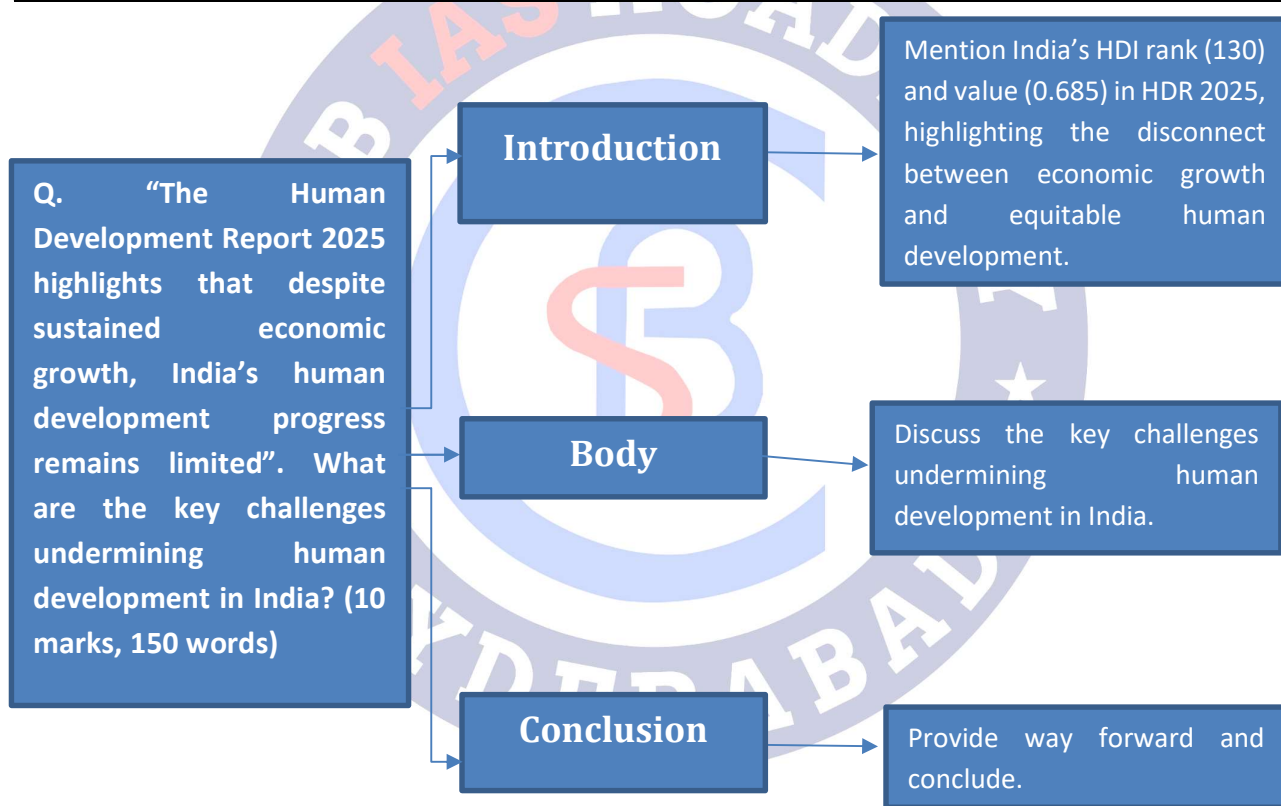 Q. “The Human
Development Report 2025
highlights that despite
sustained economic
growth, India’s human
development progress
remains limited”. What
are the key challenges
undermining human
development in India? (10
marks, 150 words)
Introduction
Mention India’s HDI rank (130)
and value (0.685) in HDR 2025,
highlighting the disconnect
between economic growth
and equitable human
development.
Body
Discuss the key challenges
undermining human
development in India.
Conclusion
Provide way forward and
conclude.
B IAS